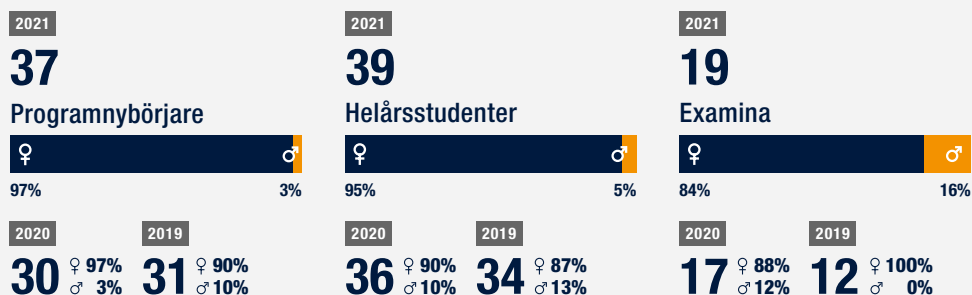 2021
37
Programnybörjare
♀ ♂
97% 3%
2020 2019
30 ♀ 97% ♂ 3% 31 ♀ 90% ♂ 10%
2021
39
Helårsstudenter
♀ ♂
95% 5%
2020 2019
36 ♀ 90% ♂ 10% 34 ♀ 87% ♂ 13%
2021
19
Examina
♀ ♂
84% 16%
2020 2019
17 ♀ 88% ♂ 12% 12 ♀ 100% ♂ 0%